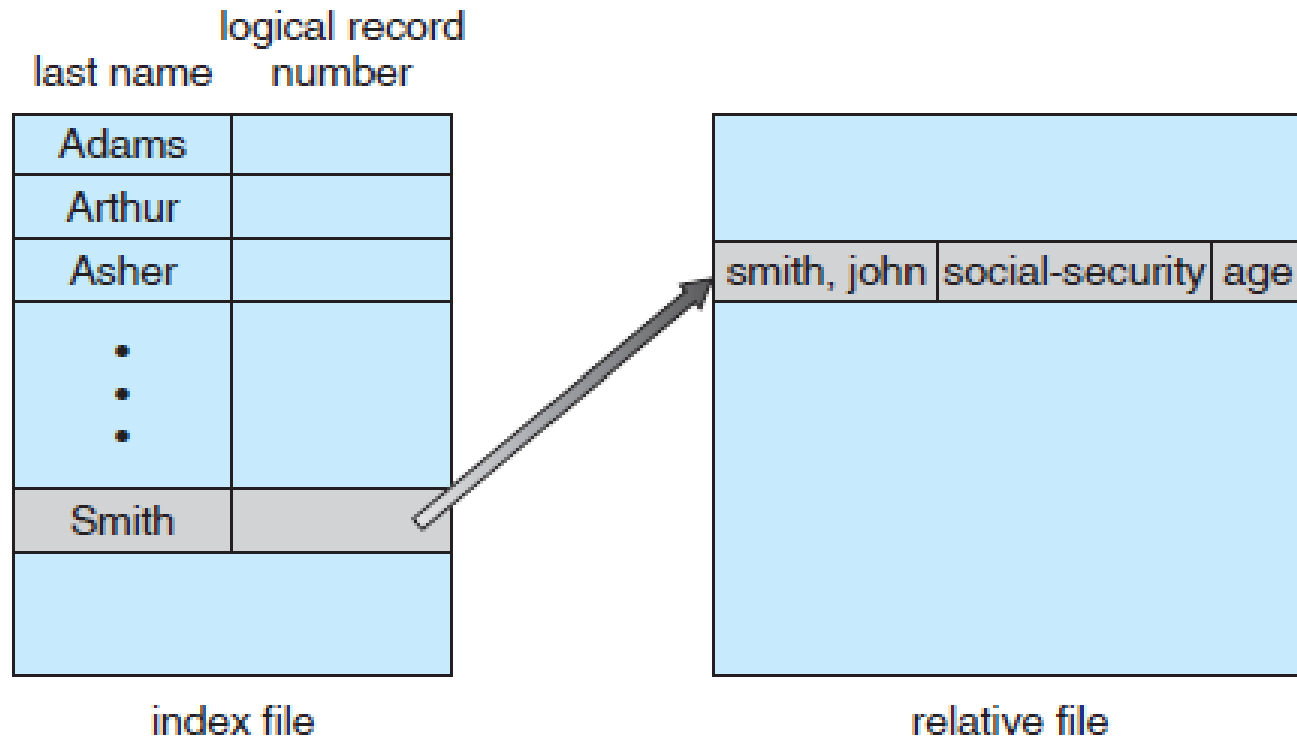 logical record
last name number
Adams
Arthur
Asher
smith, john social-security age
Smith
index file relative file